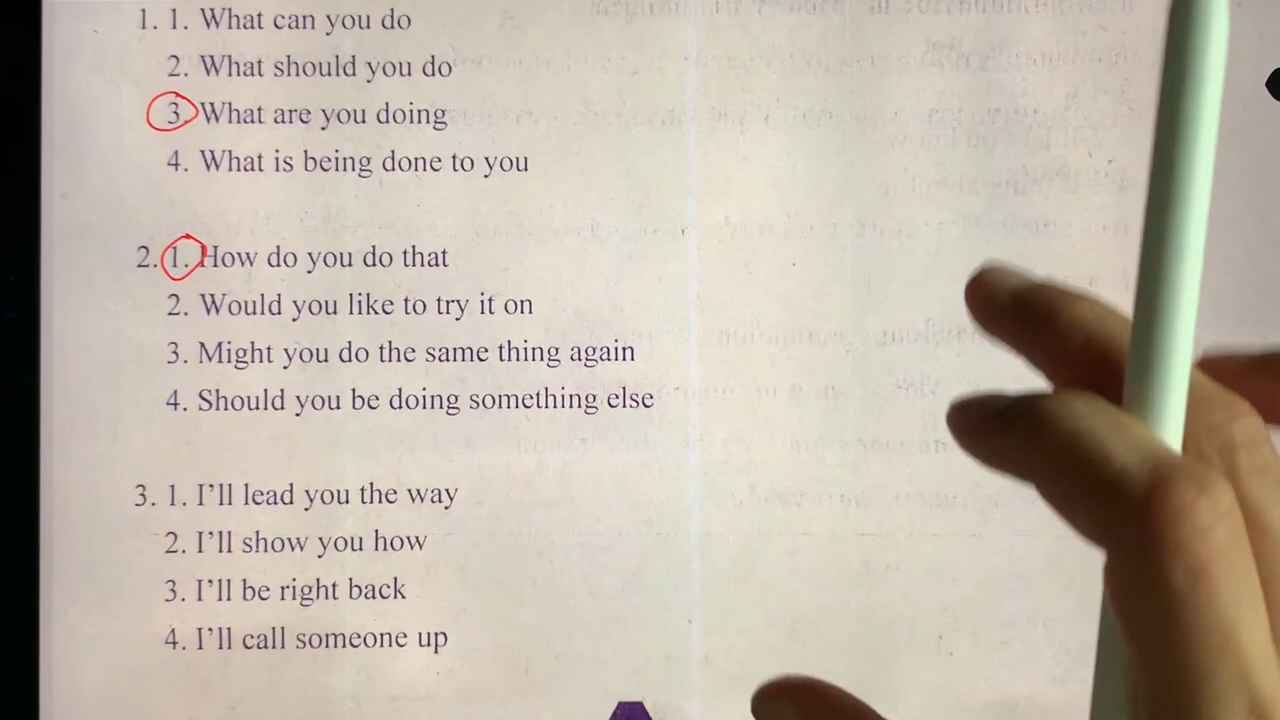 1. 1. What can you do
2. What should you do
3. What are you doing
4. What is being done to you
2. 1. How do you do that
2. Would you like to try it on
3. Might you do the same thing again
4. Should you be doing something else
3. 1. I'll lead you the way
2. I'll show you how
3. I'll be right back
4. I'll call someone up